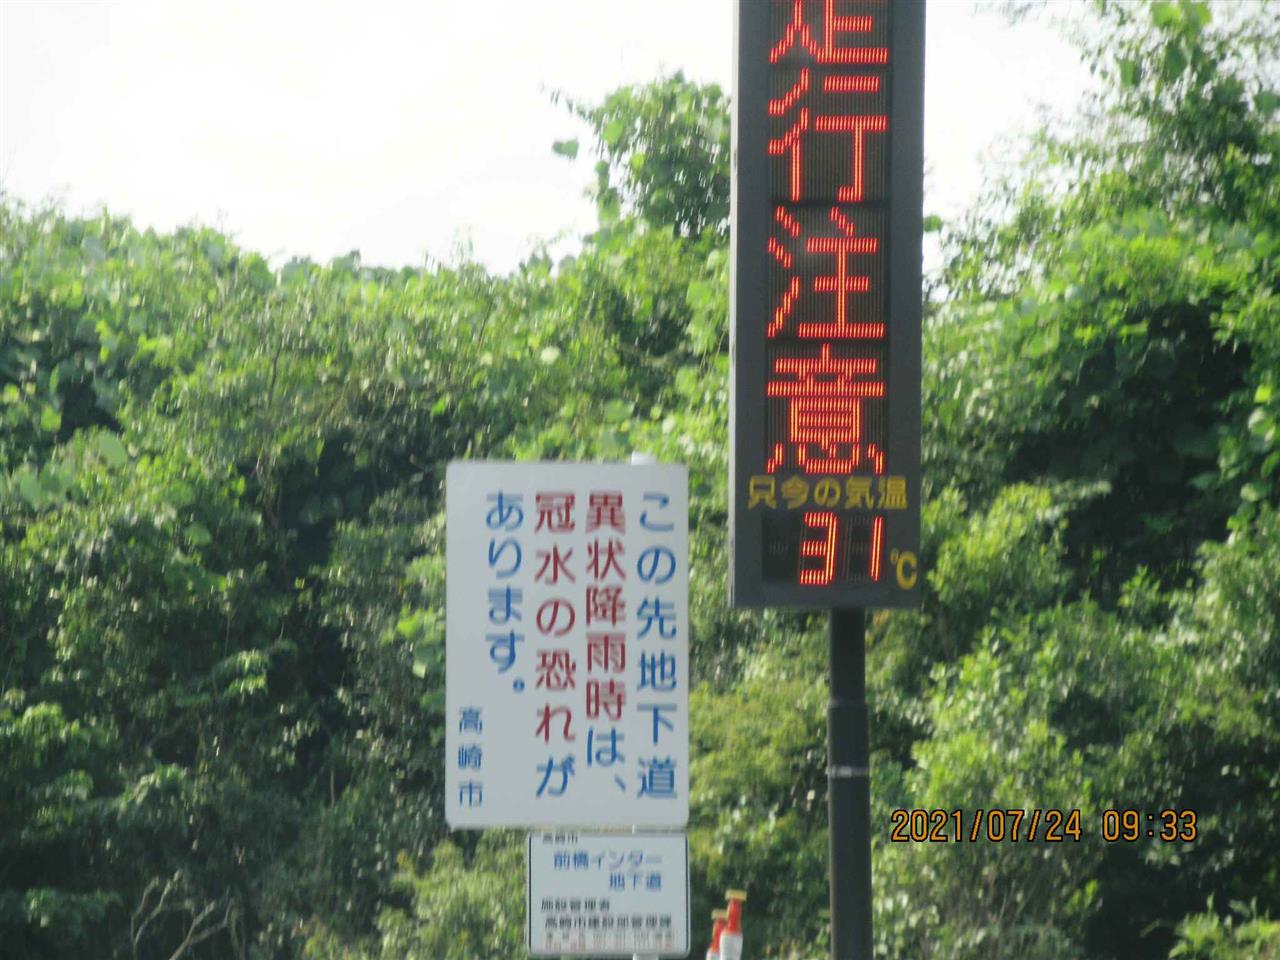 走行注意
只今の気温
31℃
この先地下道
異状降雨時は、
冠水の恐れが
あります。
高崎市
高崎市
前橋インター
地下道
施設管理者
高崎市建設部管理課
2021/07/24 09:33